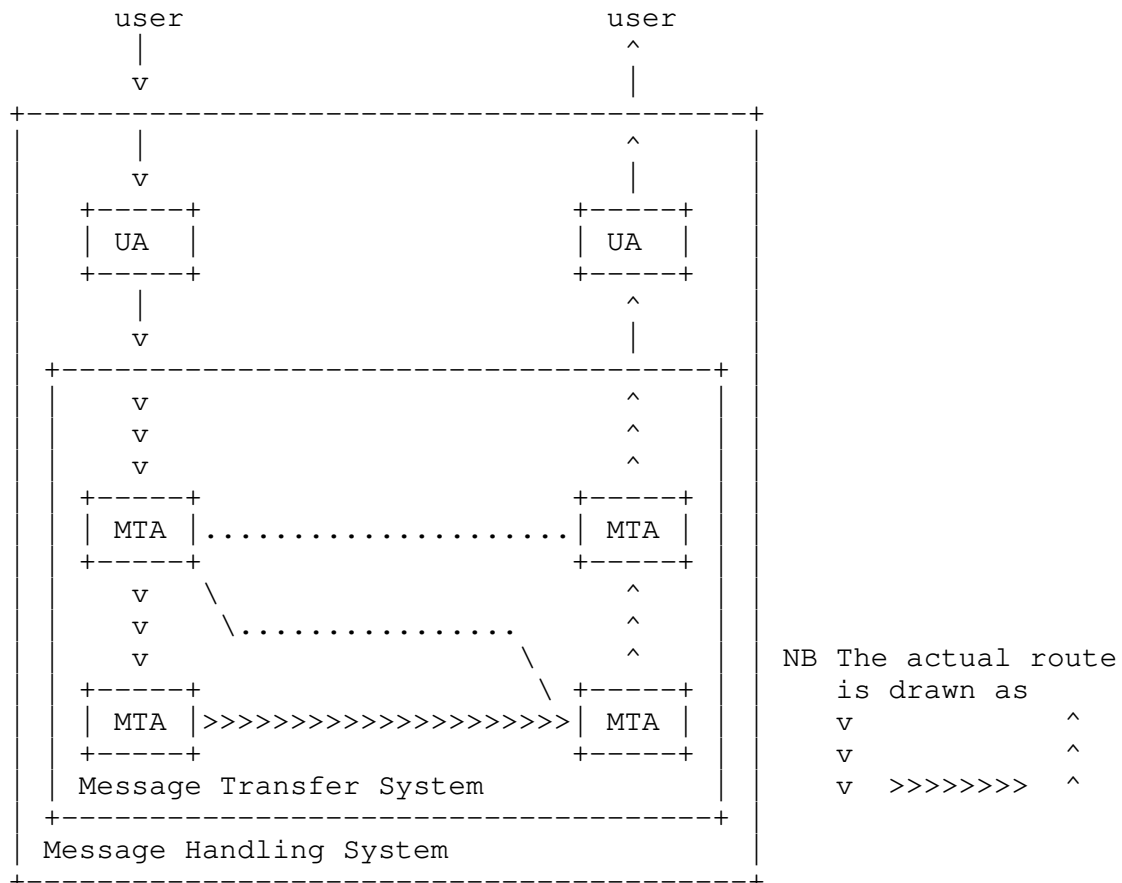 user user
UA UA
MTA MTA
MTA MTA
NB The actual route
is drawn as
v ^
v ^
v >>>>>>>> ^
Message Transfer System
Message Handling System